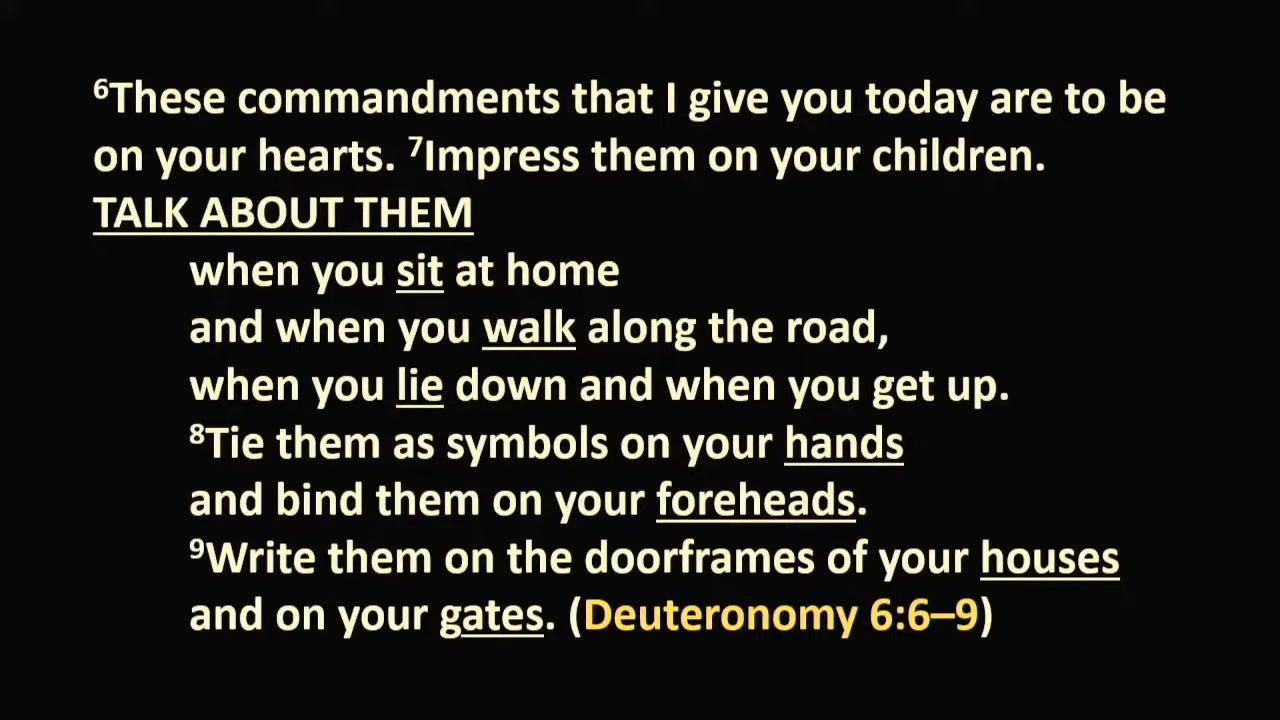 ⁶These commandments that I give you today are to be
on your hearts. ⁷Impress them on your children.
TALK ABOUT THEM
when you sit at home
and when you walk along the road,
when you lie down and when you get up.
⁸Tie them as symbols on your hands
and bind them on your foreheads.
⁹Write them on the doorframes of your houses
and on your gates. (Deuteronomy 6:6–9)